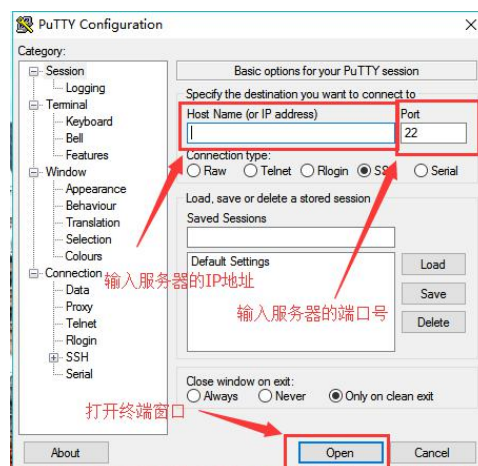 PuTTY Configuration
Category:
Session
Logging
Terminal
Keyboard
Bell
Features
Window
Appearance
Behaviour
Translation
Selection
Colours
Connection
Data
Proxy
Telnet
Rlogin
SSH
Serial
Basic options for your PuTTY session
Specify the destination you want to connect to
Host Name (or IP address) Port
22
Connection type:
Raw Telnet Rlogin SS Serial
Load, save or delete a stored session
Saved Sessions
Default Settings
Load
Save
Delete
输入服务器的IP地址
输入服务器的端口号
Close window on exit:
Always Never Only on clean exit
打开终端窗口
About Open Cancel